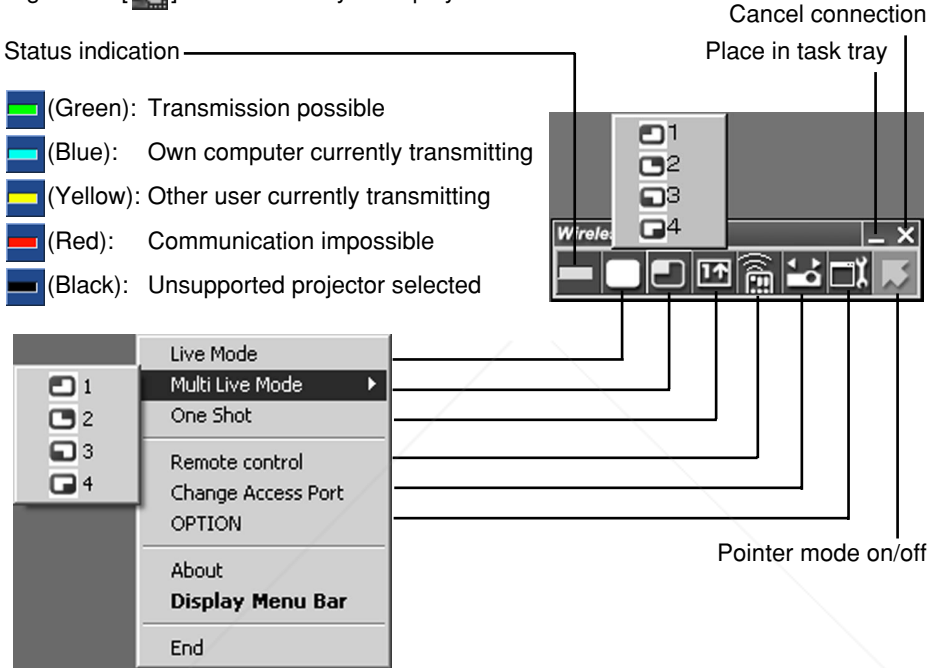 Cancel connection
Status indication
Place in task tray
(Green): Transmission possible
(Blue): Own computer currently transmitting
(Yellow): Other user currently transmitting
(Red): Communication impossible
(Black): Unsupported projector selected
1
2
3
4
Live Mode
Multi Live Mode
One Shot
Remote control
Change Access Port
OPTION
About
Display Menu Bar
End
1
2
3
4
Pointer mode on/off